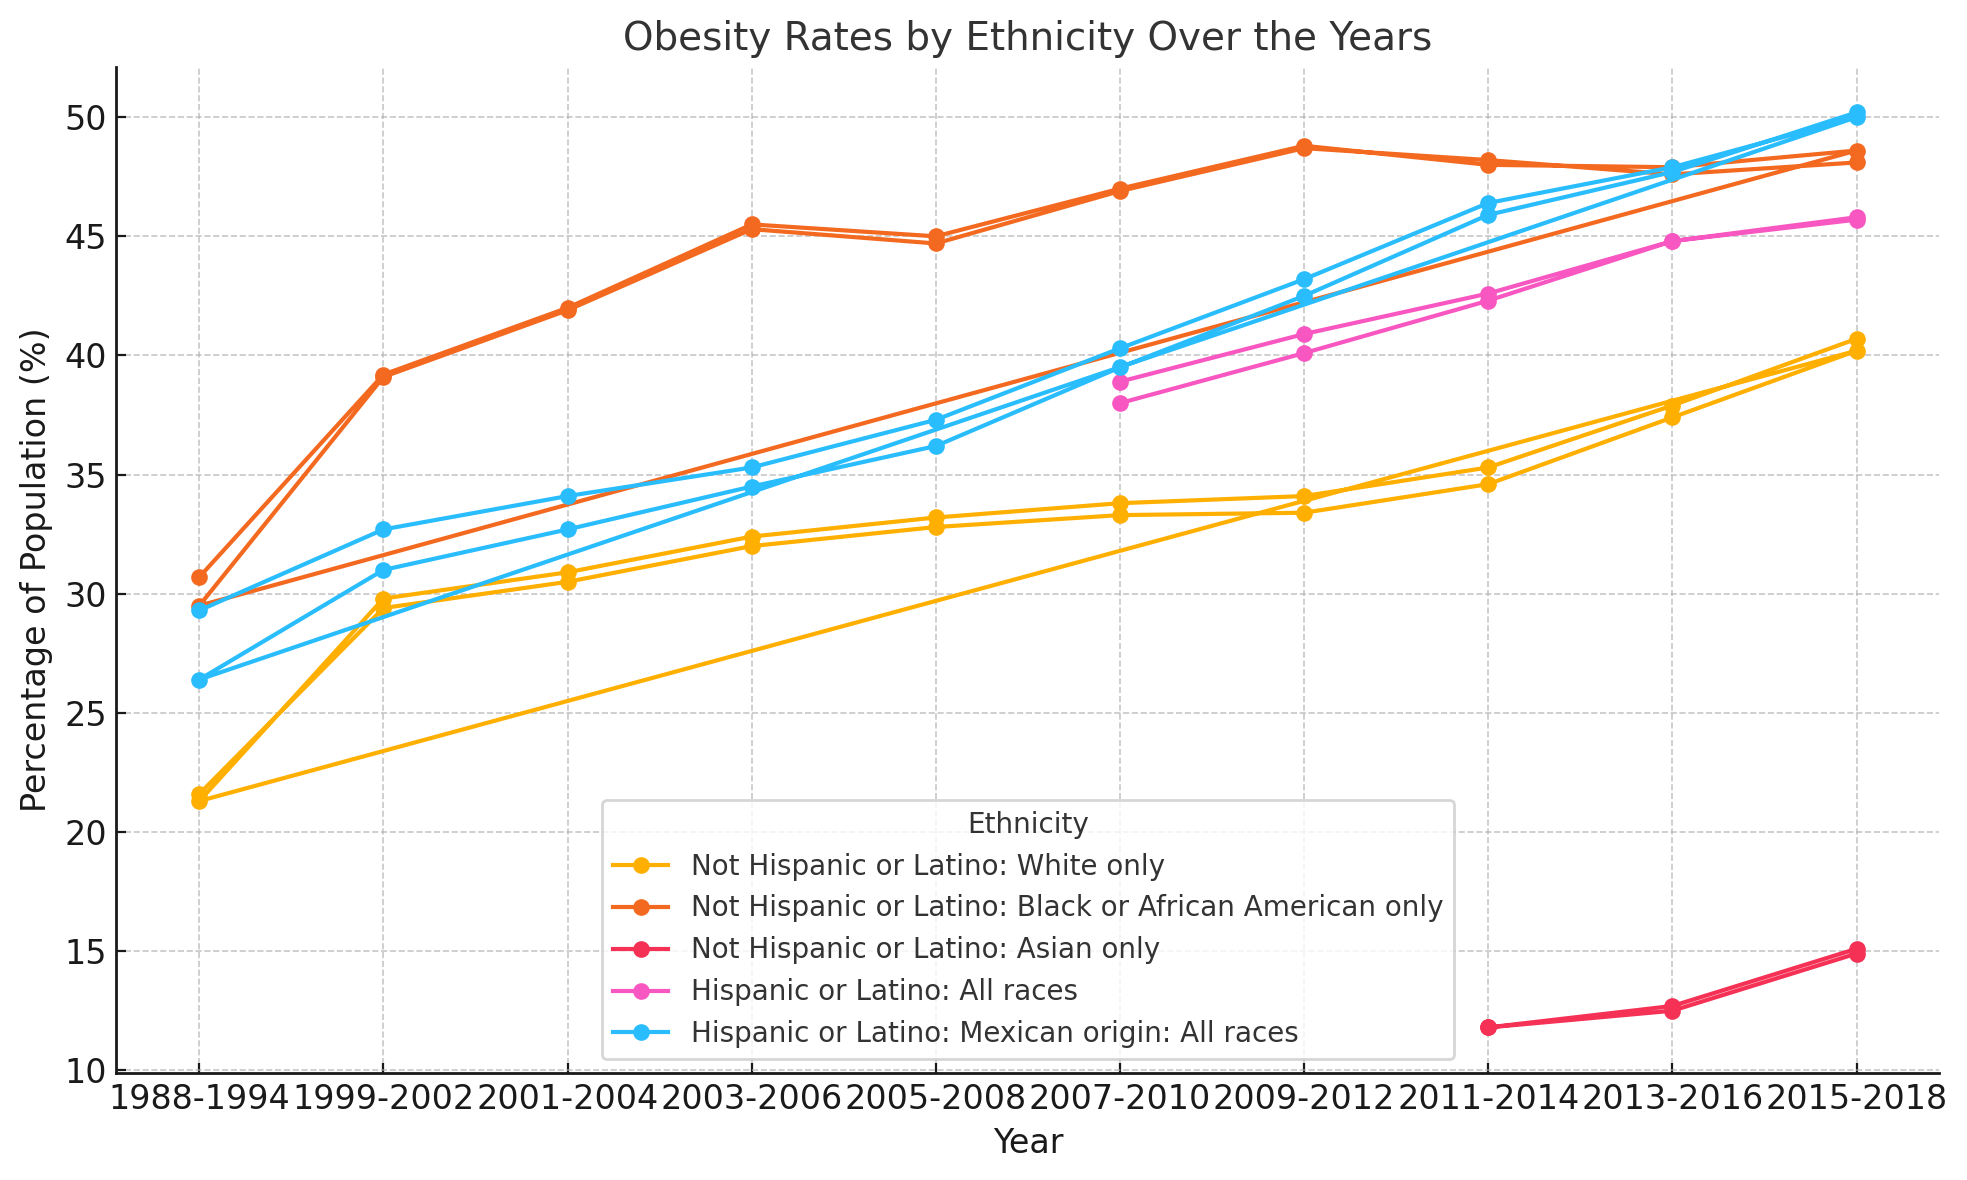 Obesity Rates by Ethnicity Over the Years
Percentage of Population (%)
50
45
40
35
30
25
20
15
10
Ethnicity
Not Hispanic or Latino: White only
Not Hispanic or Latino: Black or African American only
Not Hispanic or Latino: Asian only
Hispanic or Latino: All races
Hispanic or Latino: Mexican origin: All races
1988-1994 1999-2002 2001-2004 2003-2006 2005-2008 2007-2010 2009-2012 2011-2014 2013-2016 2015-2018
Year